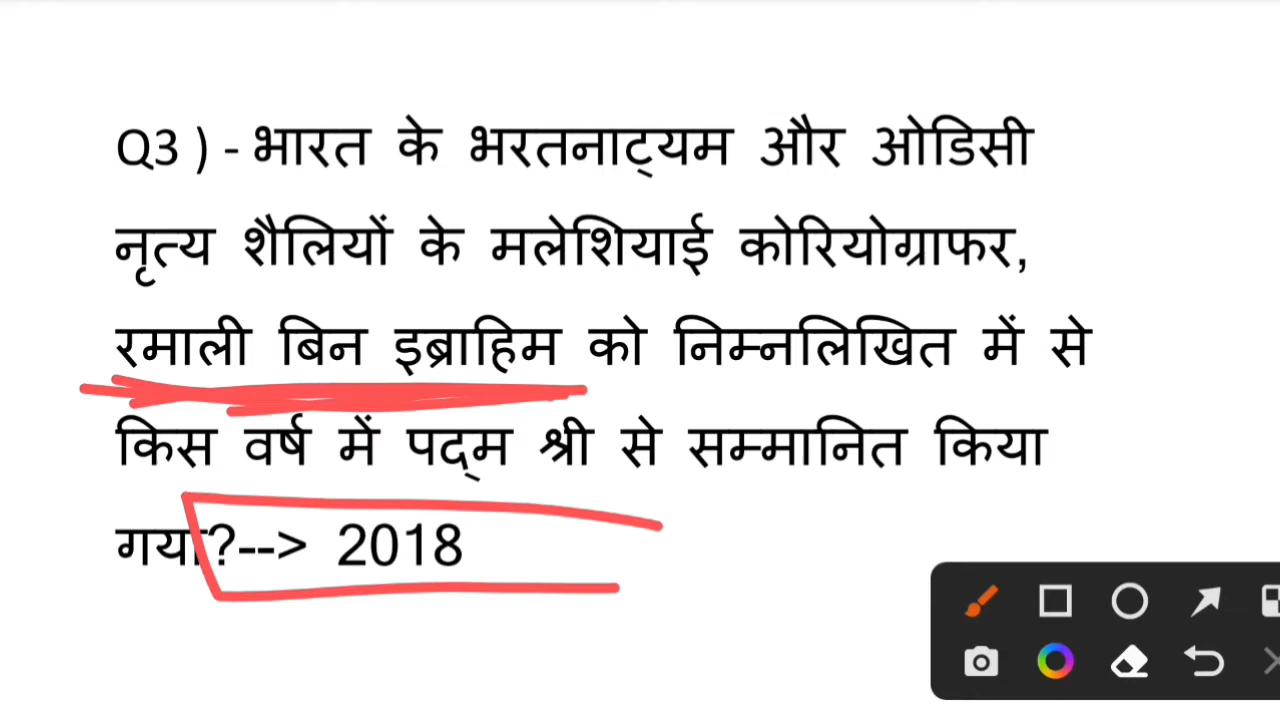 Q3 ) - भारत के भरतनाट्यम और ओडिसी
नृत्य शैलियों के मलेशियाई कोरियोग्राफर,
रमाली बिन इब्राहिम को निम्नलिखित में से
किस वर्ष में पद्म श्री से सम्मानित किया
गया?--> 2018